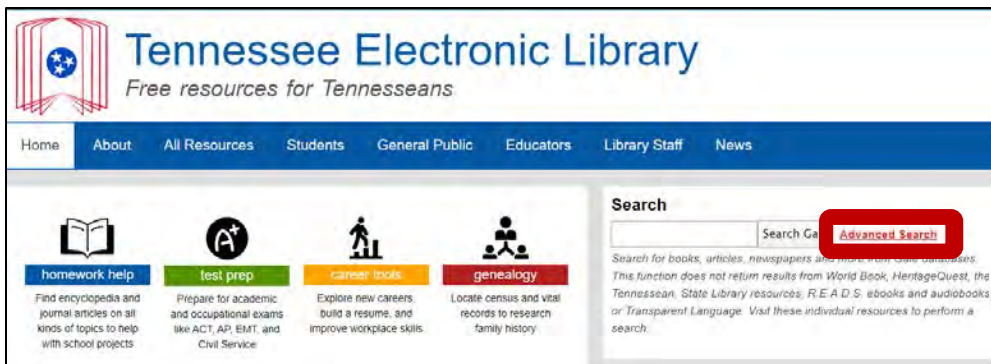 Tennessee Electronic Library
Free resources for Tennesseans
Home About All Resources Students General Public Educators Library Staff News
homework help
Find encyclopedia and
journal articles on all
kinds of topics to help
with school projects
A+
test prep
Prepare for academic
and occupational exams
like ACT, AP, EMT, and
Civil Service
career tools
Explore new careers,
build a resume, and
improve workplace skills
genealogy
Locate census and vital
records to research
family history
Search
Search Ga Advanced Search
Search for books, articles, newspapers and more from Gale databases.
This function does not return results from World Book, HeritageQuest, the
Tennessean, State Library resources, R.E.A.D.S. ebooks and audiobooks
or Transparent Language. Visit these individual resources to perform a
search.